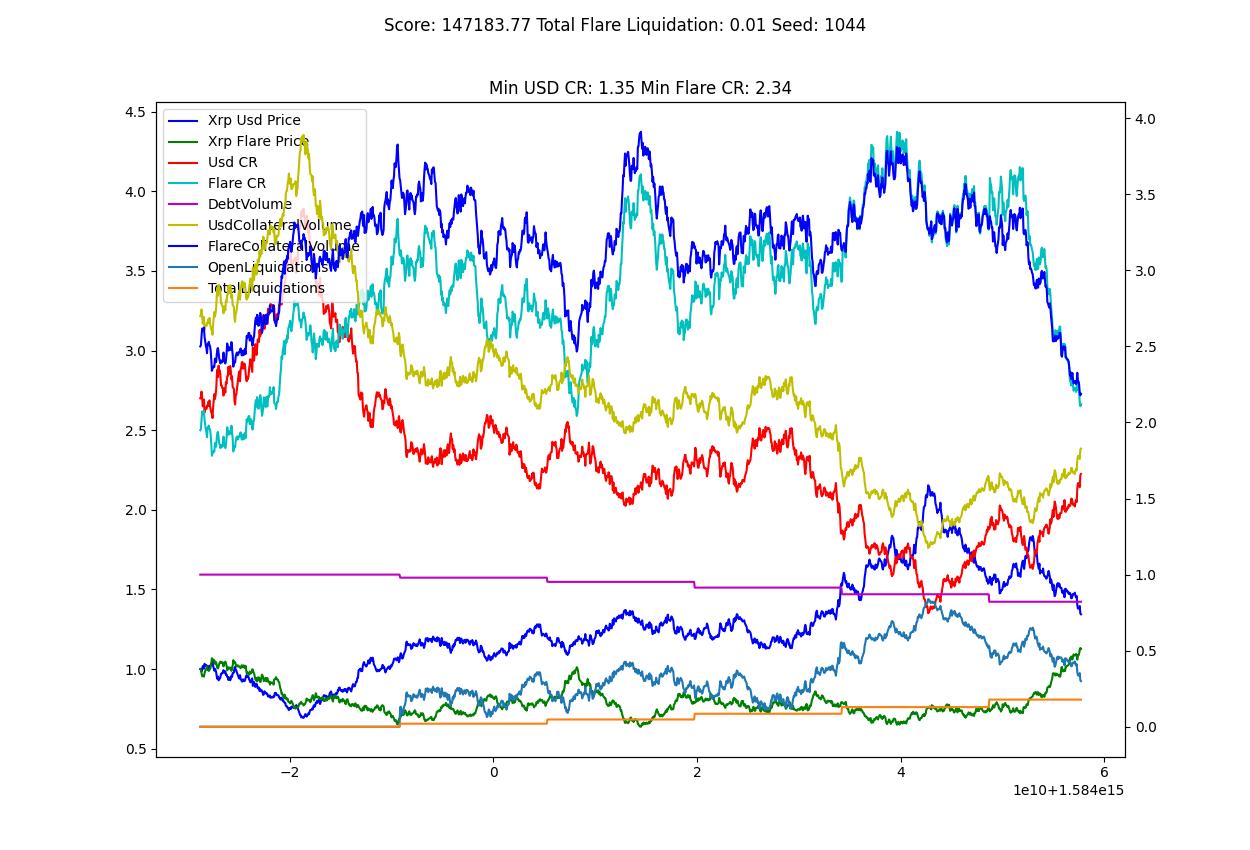 Score: 147183.77 Total Flare Liquidation: 0.01 Seed: 1044
Min USD CR: 1.35 Min Flare CR: 2.34
Xrp Usd Price
Xrp Flare Price
Usd CR
Flare CR
DebtVolume
UsdCollateralVolume
FlareCollateralVolume
OpenLiquidations
TotalLiquidations
4.5
4.0
3.5
3.0
2.5
2.0
1.5
1.0
0.5
4.0
3.5
3.0
2.5
2.0
1.5
1.0
0.5
0.0
−2 0 2 4 6
1e10+1.584e15